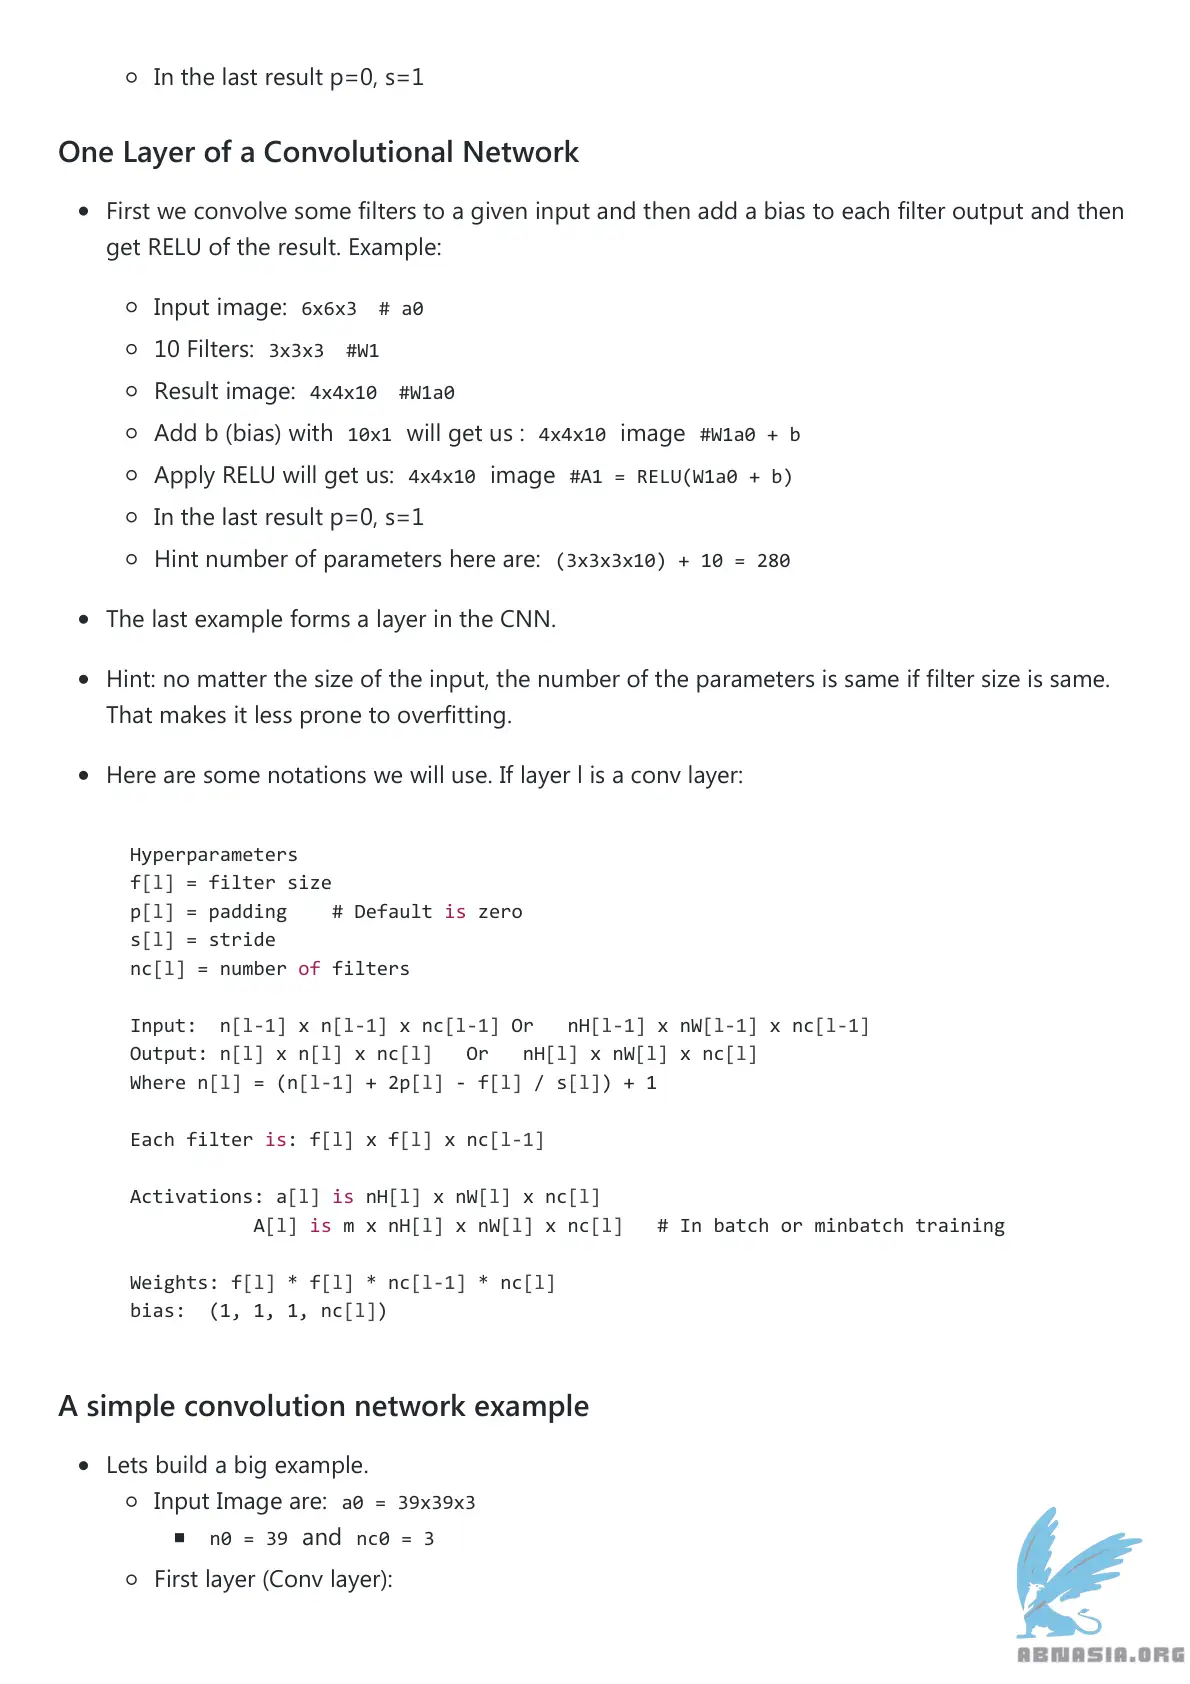 In the last result p=0, s=1
One Layer of a Convolutional Network
First we convolve some filters to a given input and then add a bias to each filter output and then
get RELU of the result. Example:
Input image: 6x6x3 # a0
10 Filters: 3x3x3 #W1
Result image: 4x4x10 #W1a0
Add b (bias) with 10x1 will get us : 4x4x10 image #W1a0 + b
Apply RELU will get us: 4x4x10 image #A1 = RELU(W1a0 + b)
In the last result p=0, s=1
Hint number of parameters here are: (3x3x3x10) + 10 = 280
The last example forms a layer in the CNN.
Hint: no matter the size of the input, the number of the parameters is same if filter size is same.
That makes it less prone to overfitting.
Here are some notations we will use. If layer l is a conv layer:
Hyperparameters
f[l] = filter size
p[l] = padding # Default is zero
s[l] = stride
nc[l] = number of filters
Input: n[l-1] x n[l-1] x nc[l-1] Or nH[l-1] x nW[l-1] x nc[l-1]
Output: n[l] x n[l] x nc[l] Or nH[l] x nW[l] x nc[l]
Where n[l] = (n[l-1] + 2p[l] - f[l] / s[l]) + 1
Each filter is: f[l] x f[l] x nc[l-1]
Activations: a[l] is nH[l] x nW[l] x nc[l]
A[l] is m x nH[l] x nW[l] x nc[l] # In batch or minbatch training
Weights: f[l] * f[l] * nc[l-1] * nc[l]
bias: (1, 1, 1, nc[l])
A simple convolution network example
Lets build a big example.
Input Image are: a0 = 39x39x3
n0 = 39 and nc0 = 3
First layer (Conv layer):
ABNASIA.ORG